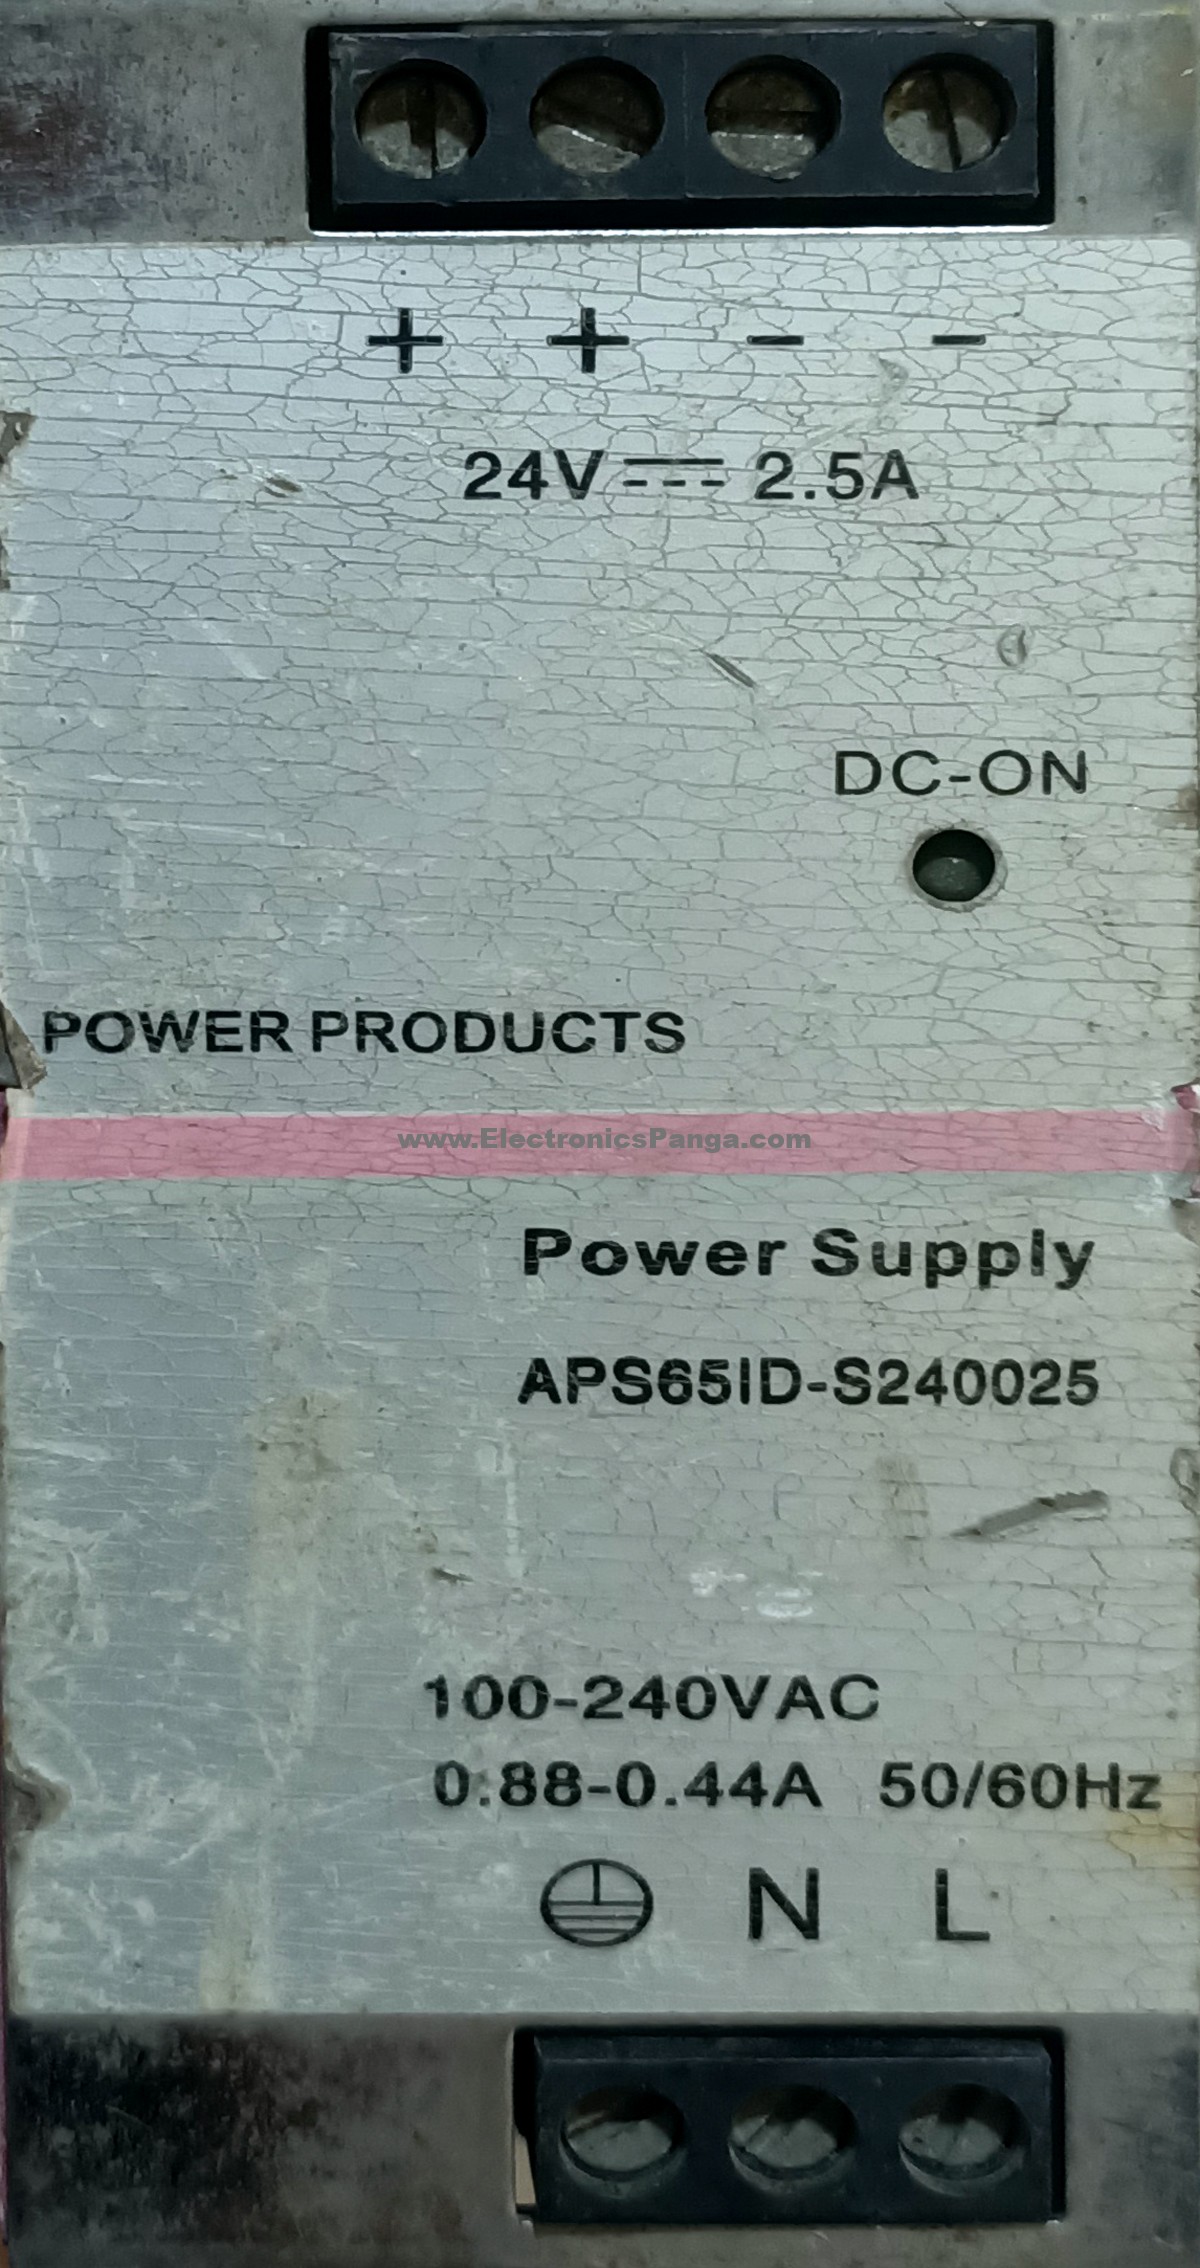 + + − −
24V ⎓ 2.5A
DC-ON
POWER PRODUCTS
www.ElectronicsPanga.com
Power Supply
APS65ID-S240025
100-240VAC
0.88-0.44A 50/60Hz
N L